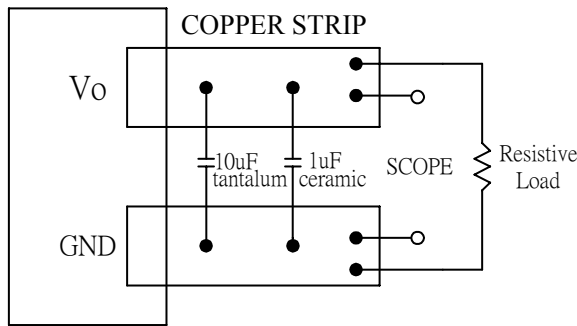 COPPER STRIP
Vo
10uF
tantalum
1uF
ceramic
SCOPE
Resistive
Load
GND